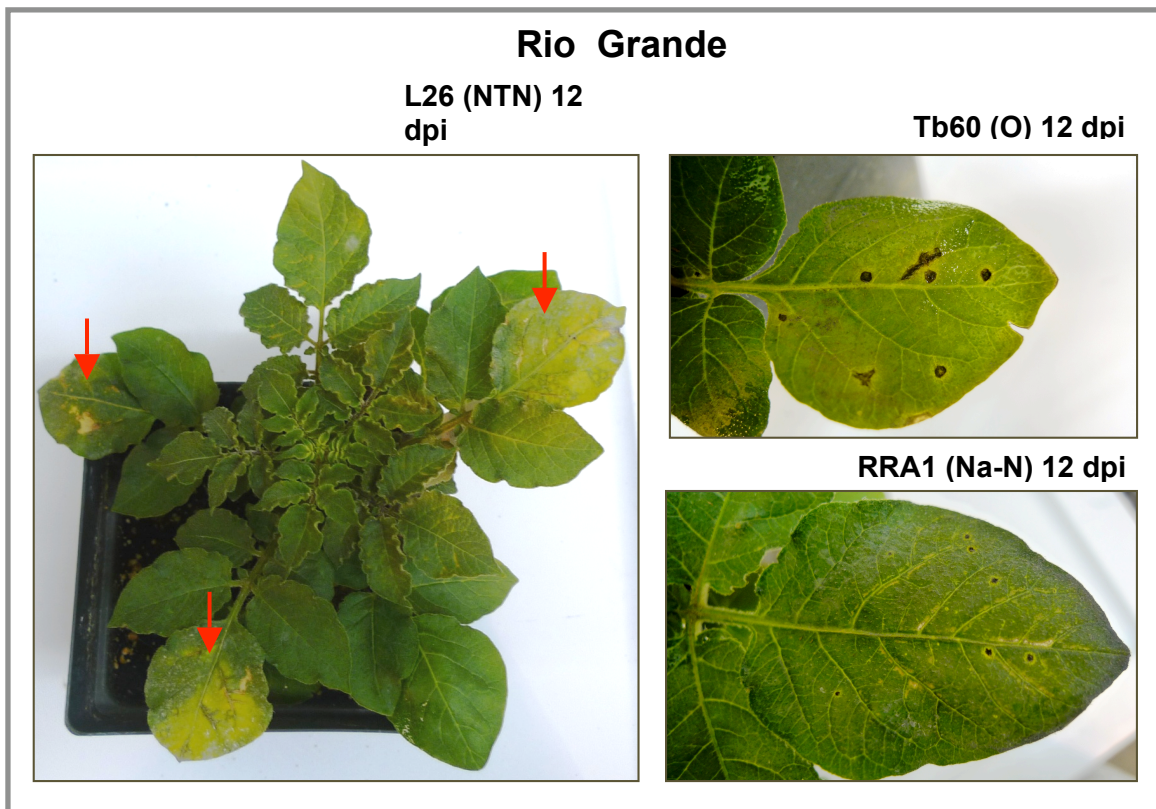 Rio Grande
L26 (NTN) 12
dpi
Tb60 (O) 12 dpi
RRA1 (Na-N) 12 dpi